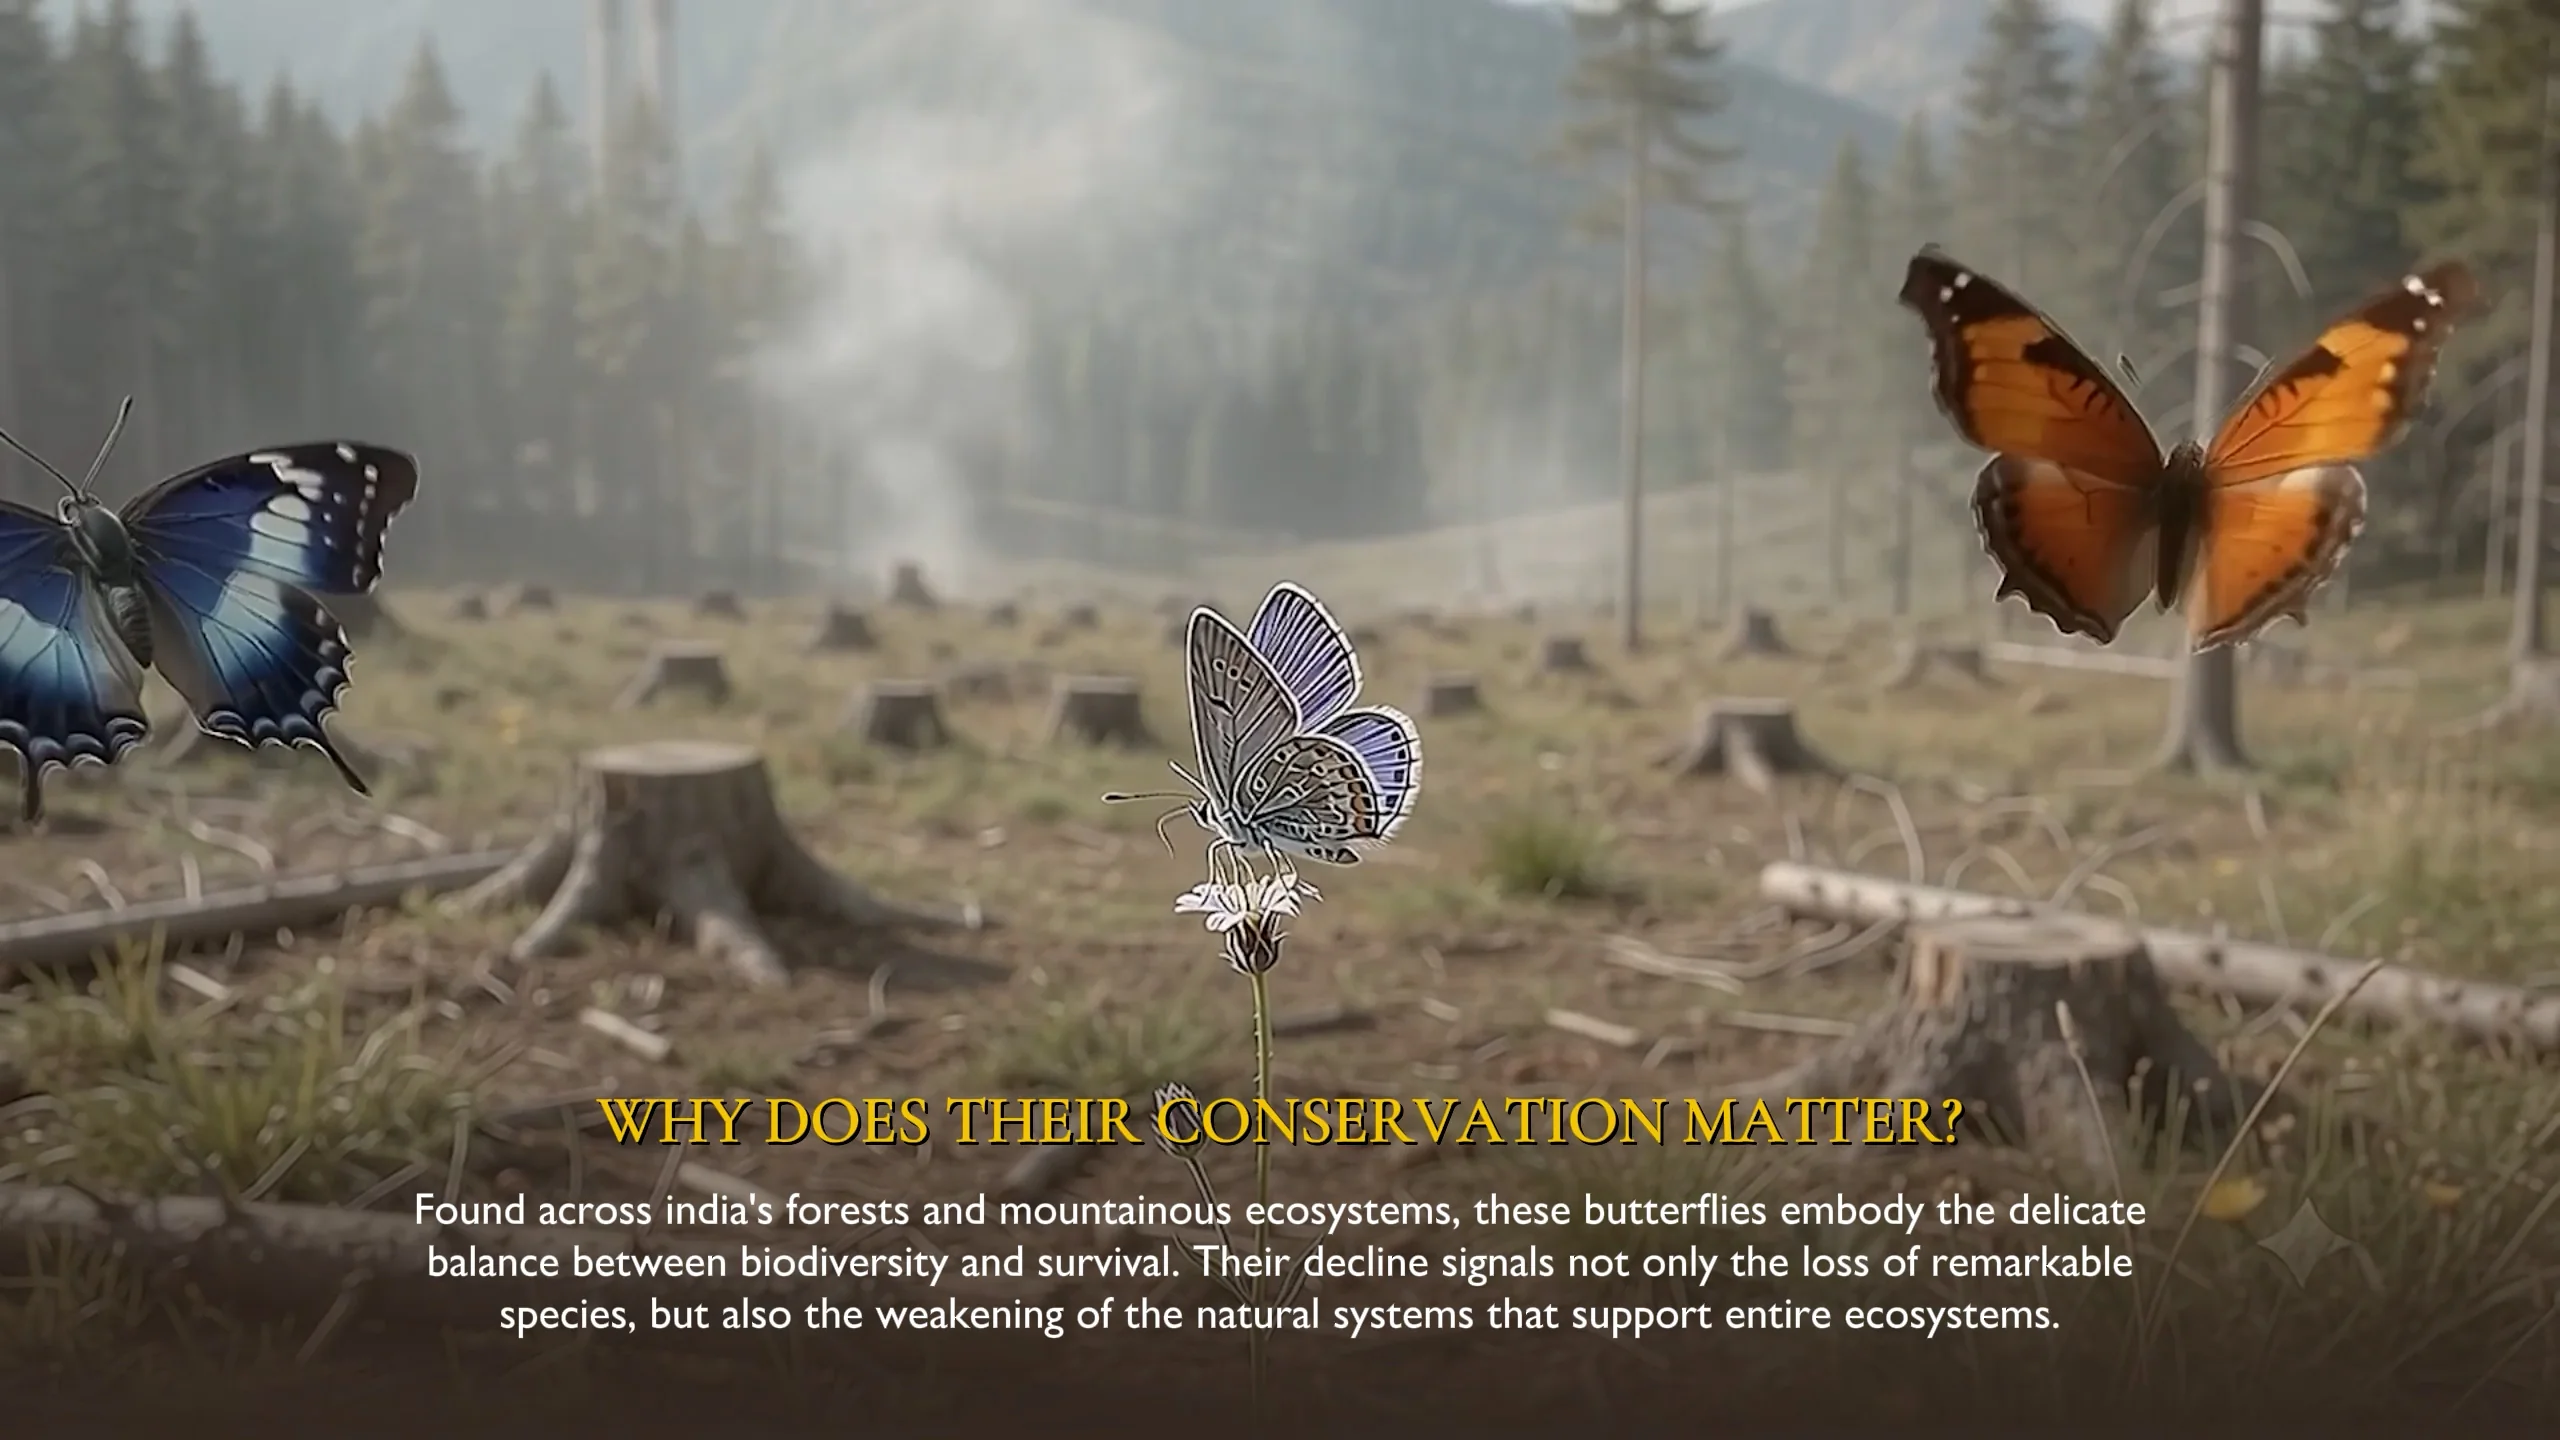 WHY DOES THEIR CONSERVATION MATTER?
Found across india's forests and mountainous ecosystems, these butterflies embody the delicate
balance between biodiversity and survival. Their decline signals not only the loss of remarkable
species, but also the weakening of the natural systems that support entire ecosystems.